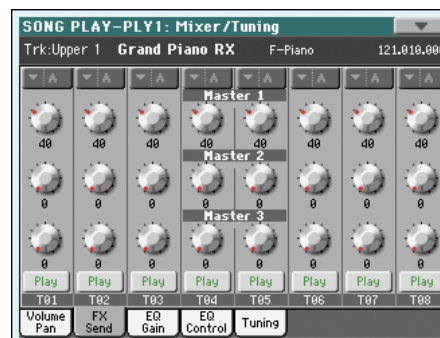 SONG PLAY-PLY1: Mixer/Tuning
Trk:Upper 1 Grand Piano RX F-Piano 121.010.00
A A A A A A A A
Master 1
40 40 40 40 40 40 40 40
Master 2
0 0 0 0 0 0 0 0
Master 3
0 0 0 0 0 0 0 0
Play Play Play Play Play Play Play Play
T01 T02 T03 T04 T05 T06 T07 T08
Volume Pan FX Send EQ Gain EQ Control Tuning